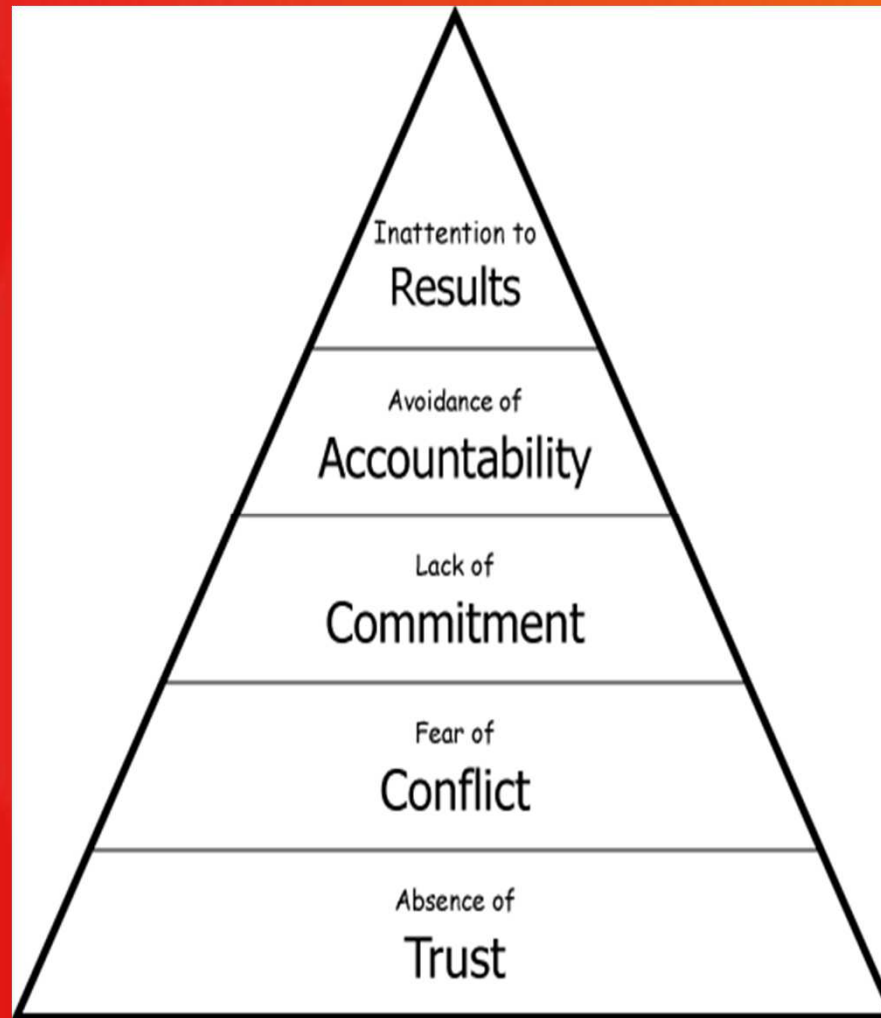 Inattention to
Results
Avoidance of
Accountability
Lack of
Commitment
Fear of
Conflict
Absence of
Trust